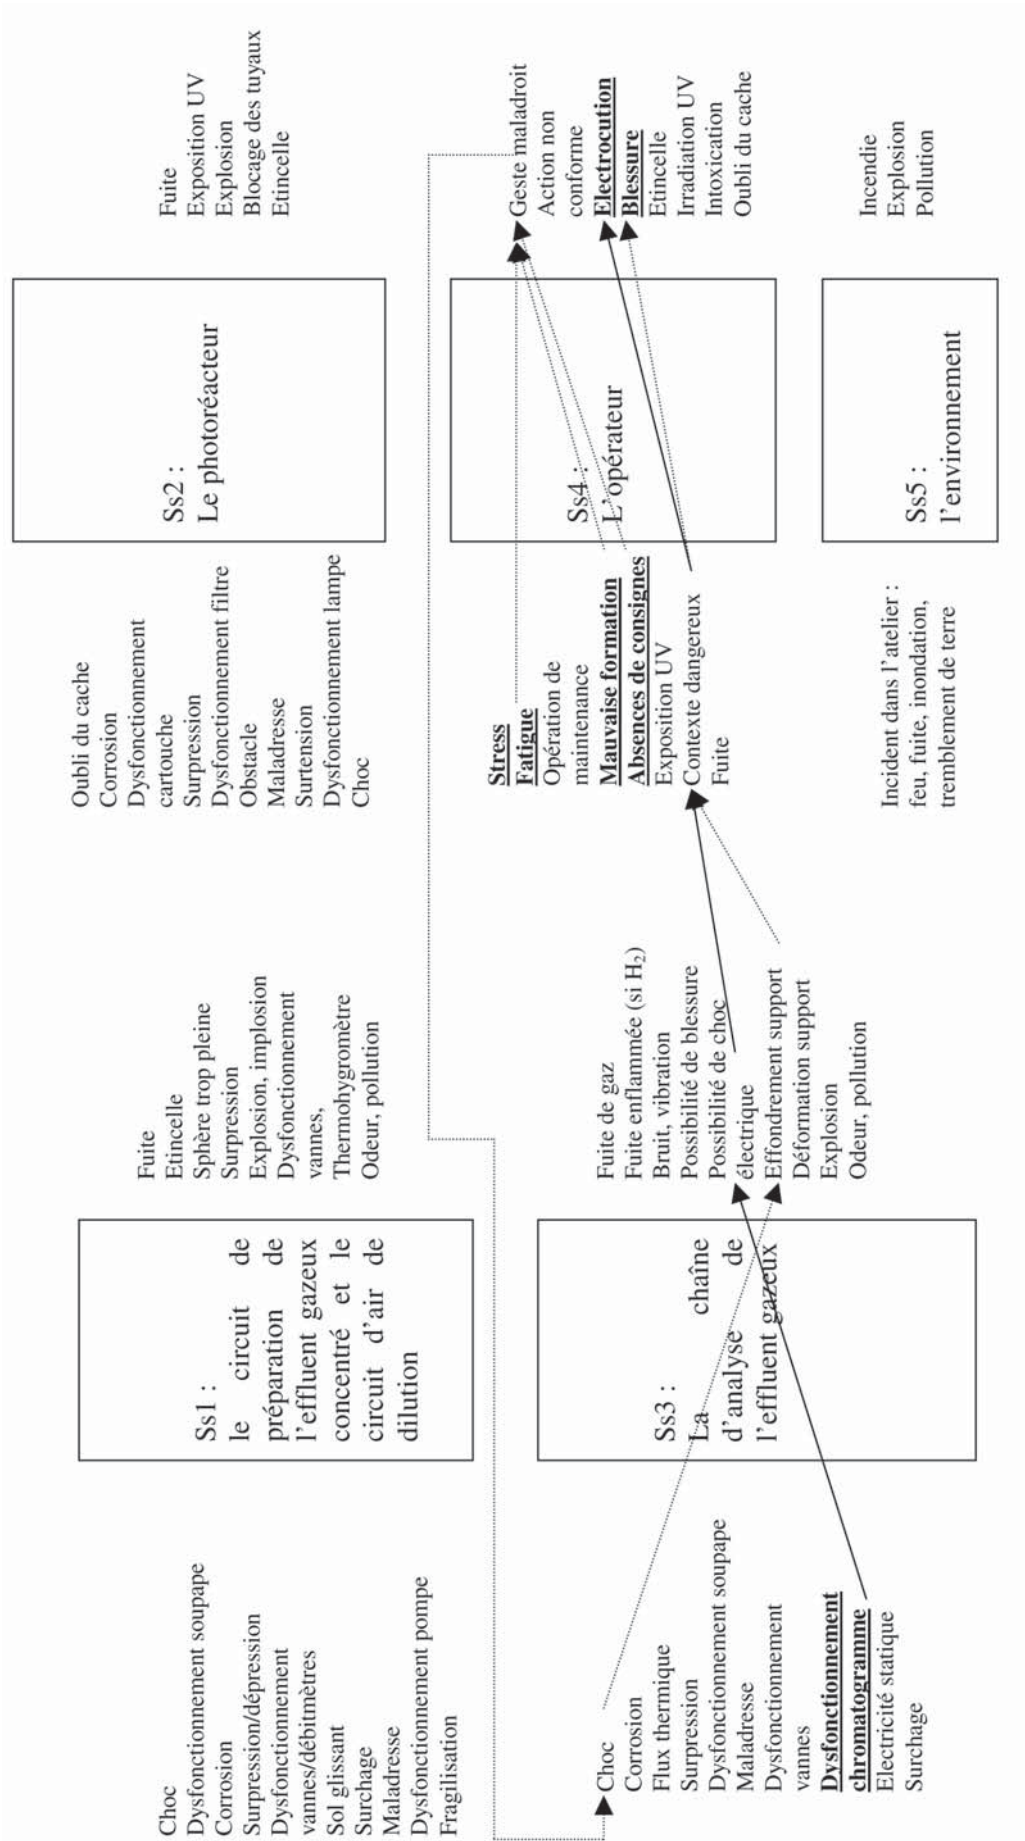 Choc
Dysfonctionnement soupape
Corrosion
Surpression/dépression
Dysfonctionnement
vannes/débitmètres
Sol glissant
Surchage
Maladresse
Dysfonctionnement pompe
Fragilisation
Ss1 :
le circuit de
préparation de
l'effluent gazeux
concentré et le
circuit d'air de
dilution
Fuite
Etincelle
Sphère trop pleine
Surpression
Explosion, implosion
Dysfonctionnement
vannes,
Thermohygromètre
Odeur, pollution
Oubli du cache
Corrosion
Dysfonctionnement
cartouche
Surpression
Dysfonctionnement filtre
Obstacle
Maladresse
Surtension
Dysfonctionnement lampe
Choc
Ss2 :
Le photoréacteur
Fuite
Exposition UV
Explosion
Blocage des tuyaux
Etincelle
Choc
Corrosion
Flux thermique
Surpression
Dysfonctionnement soupape
Maladresse
Dysfonctionnement
vannes
Dysfonctionnement
chromatogramme
Electricité statique
Surchage
Ss3 :
La chaîne
d'analyse de
l'effluent gazeux
Fuite de gaz
Fuite enflammée (si H₂)
Bruit, vibration
Possibilité de blessure
Possibilité de choc
électrique
Effondrement support
Déformation support
Explosion
Odeur, pollution
Stress
Fatigue
Opération de
maintenance
Mauvaise formation
Absences de consignes
Exposition UV
Contexte dangereux
Fuite
Ss4 :
L'opérateur
Geste maladroit
Action non
conforme
Electrocution
Blessure
Etincelle
Irradiation UV
Intoxication
Oubli du cache
Incident dans l'atelier :
feu, fuite, inondation,
tremblement de terre
Ss5 :
l'environnement
Incendie
Explosion
Pollution